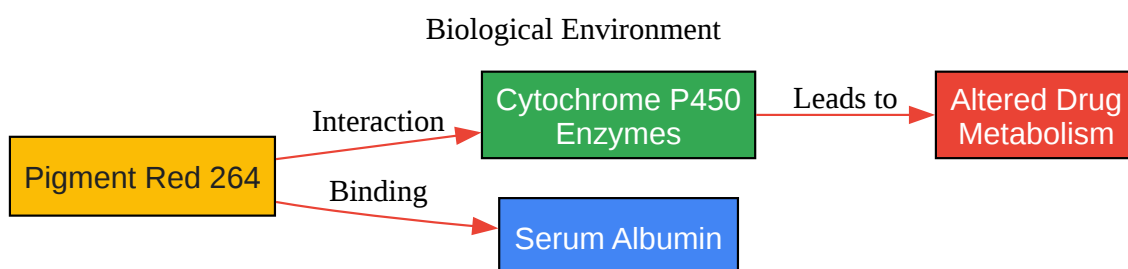 Biological Environment
Cytochrome P450
Enzymes
Leads to
Altered Drug
Metabolism
Interaction
Pigment Red 264
Binding
Serum Albumin